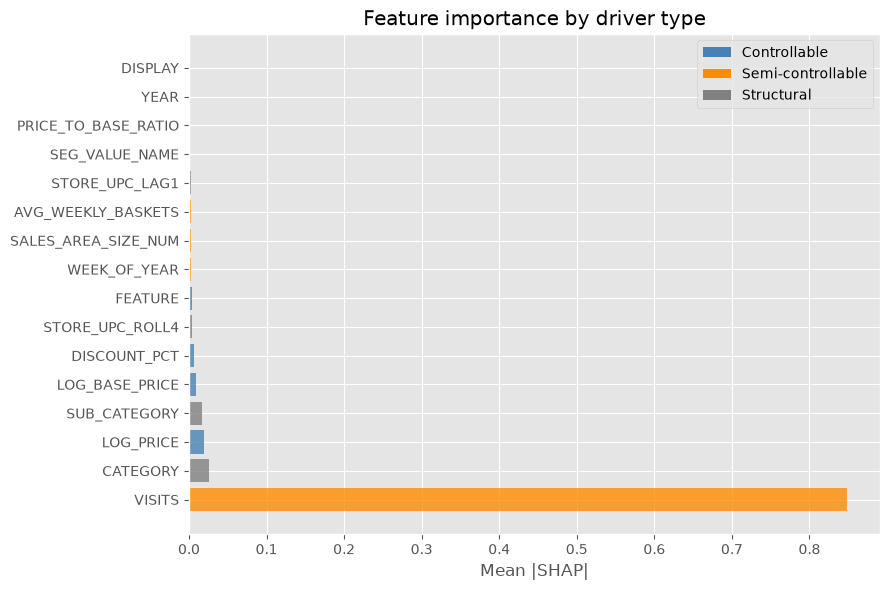 Feature importance by driver type
Controllable
Semi-controllable
Structural
DISPLAY
YEAR
PRICE_TO_BASE_RATIO
SEG_VALUE_NAME
STORE_UPC_LAG1
AVG_WEEKLY_BASKETS
SALES_AREA_SIZE_NUM
WEEK_OF_YEAR
FEATURE
STORE_UPC_ROLL4
DISCOUNT_PCT
LOG_BASE_PRICE
SUB_CATEGORY
LOG_PRICE
CATEGORY
VISITS
0.0 0.1 0.2 0.3 0.4 0.5 0.6 0.7 0.8
Mean |SHAP|